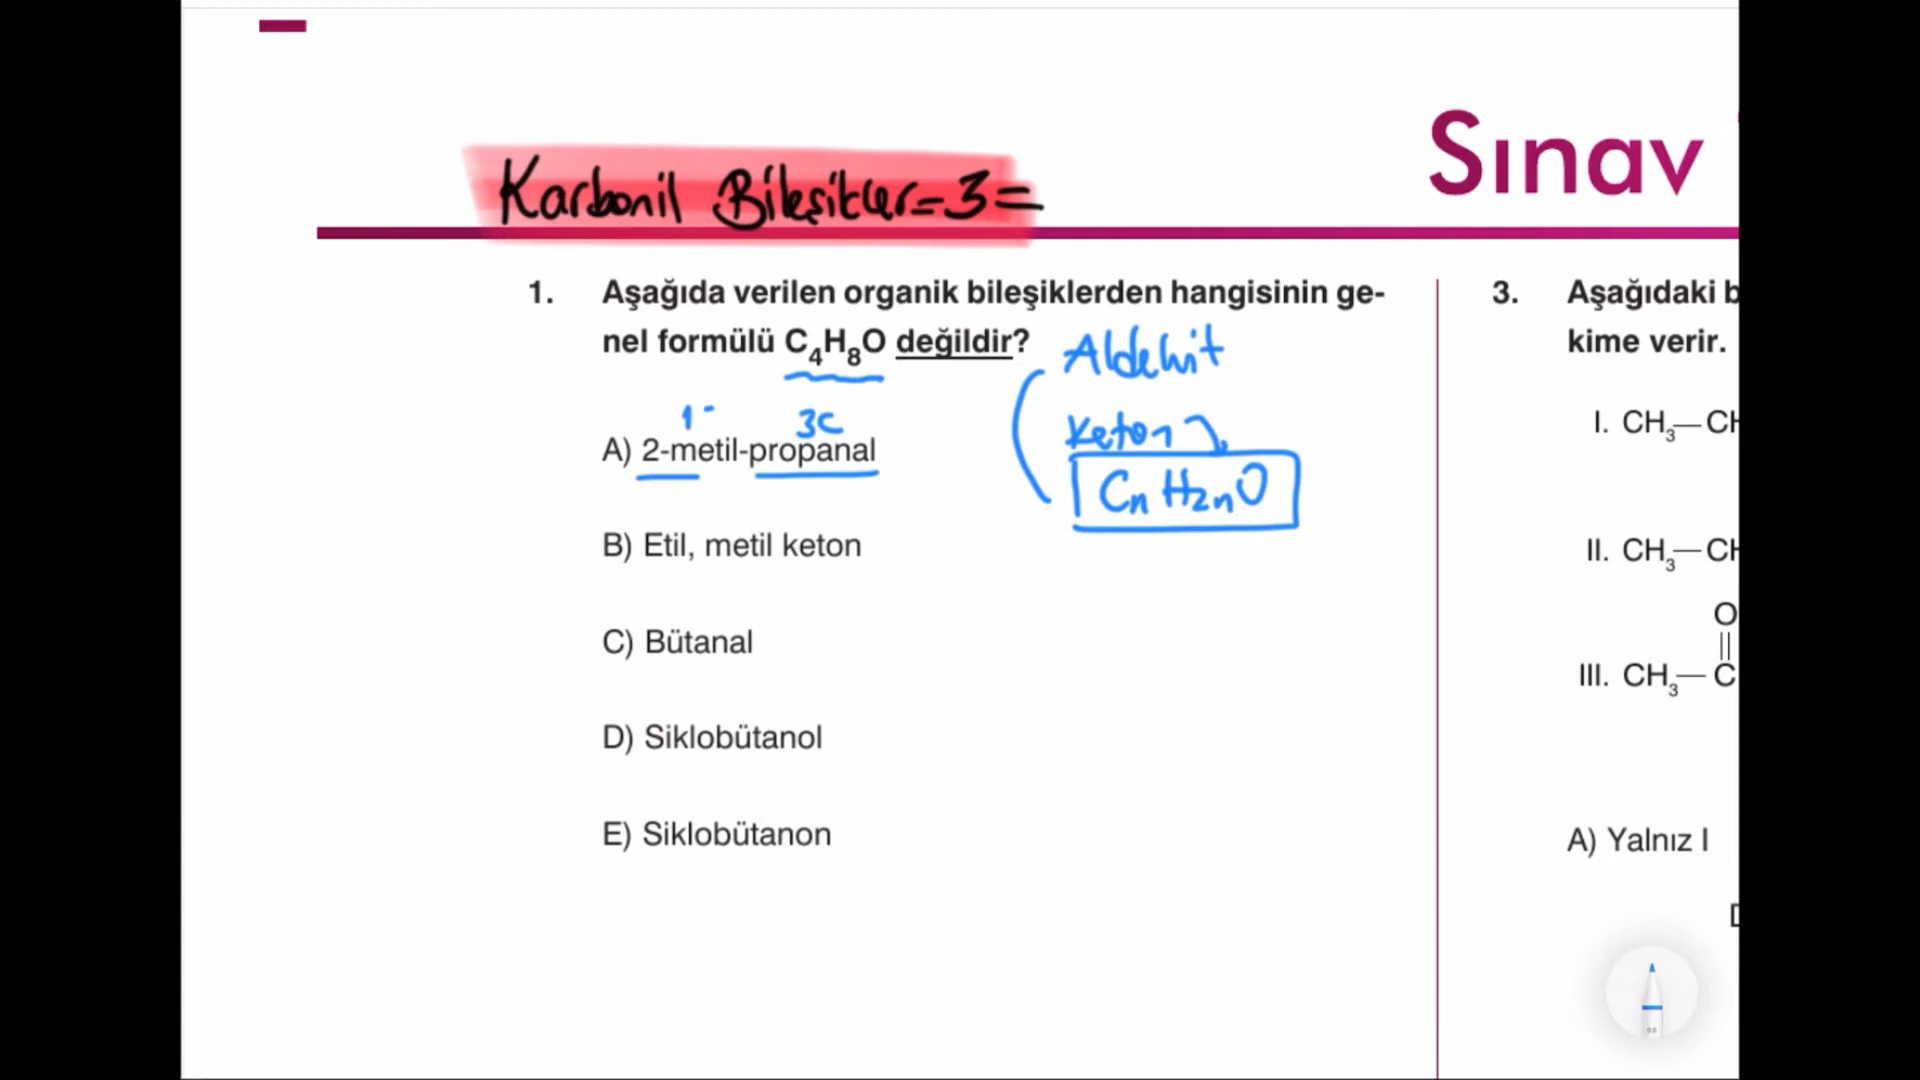 Sınav
Karbonil Bileşikler-3=
1. Aşağıda verilen organik bileşiklerden hangisinin ge-
nel formülü C₄H₈O değildir?
Aldehit
Keton
CnH2nO
1
3C
A) 2-metil-propanal
B) Etil, metil keton
C) Bütanal
D) Siklobütanol
E) Siklobütanon
3. Aşağıdaki b
kime verir.
I. CH₃—CH
II. CH₃—CH
O
III. CH₃—C
A) Yalnız I
98